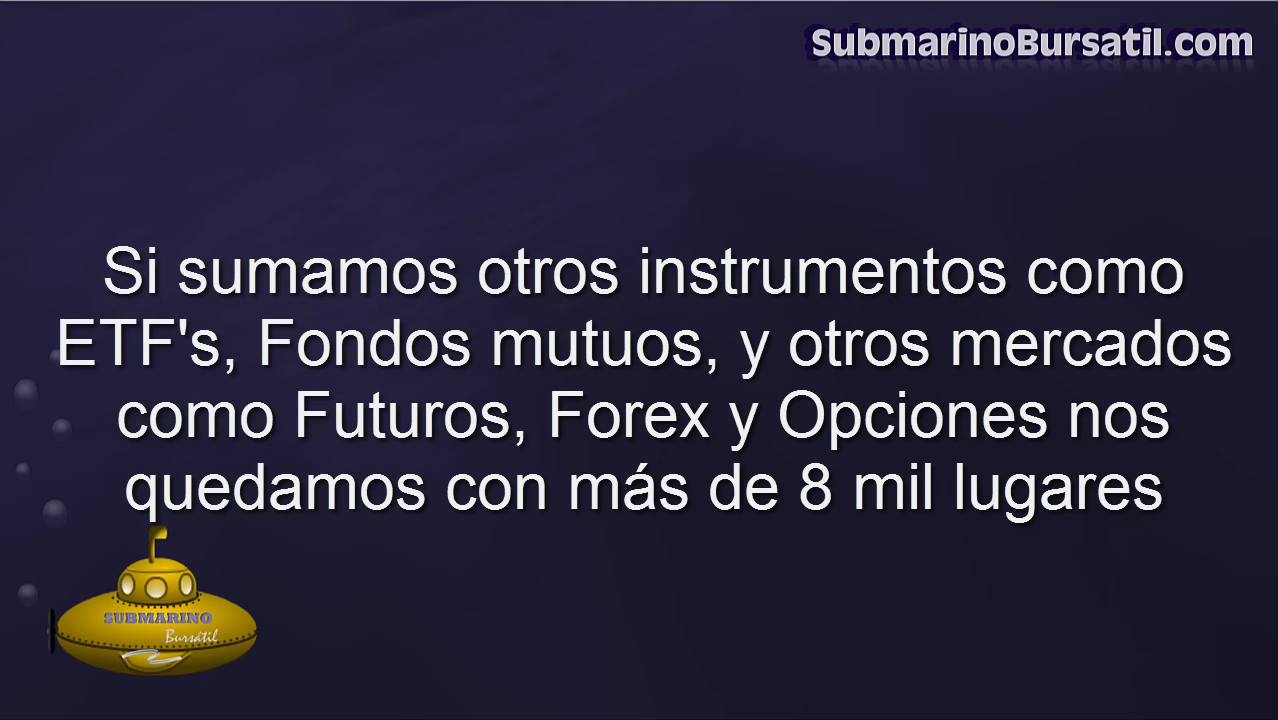 SubmarinoBursatil.com
Si sumamos otros instrumentos como
ETF's, Fondos mutuos, y otros mercados
como Futuros, Forex y Opciones nos
quedamos con más de 8 mil lugares
SUBMARINO
Bursátil